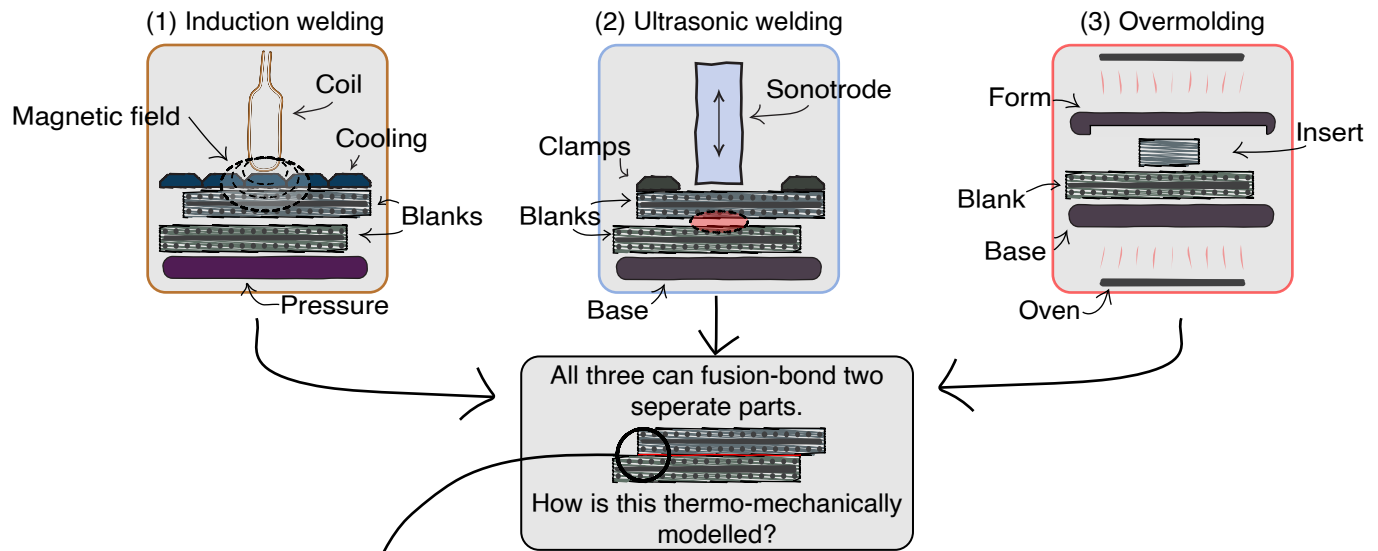 (1) Induction welding
Coil
Magnetic field
Cooling
Blanks
Pressure
(2) Ultrasonic welding
Sonotrode
Clamps
Blanks
Base
(3) Overmolding
Form
Insert
Blank
Base
Oven
All three can fusion-bond two
seperate parts.
How is this thermo-mechanically
modelled?